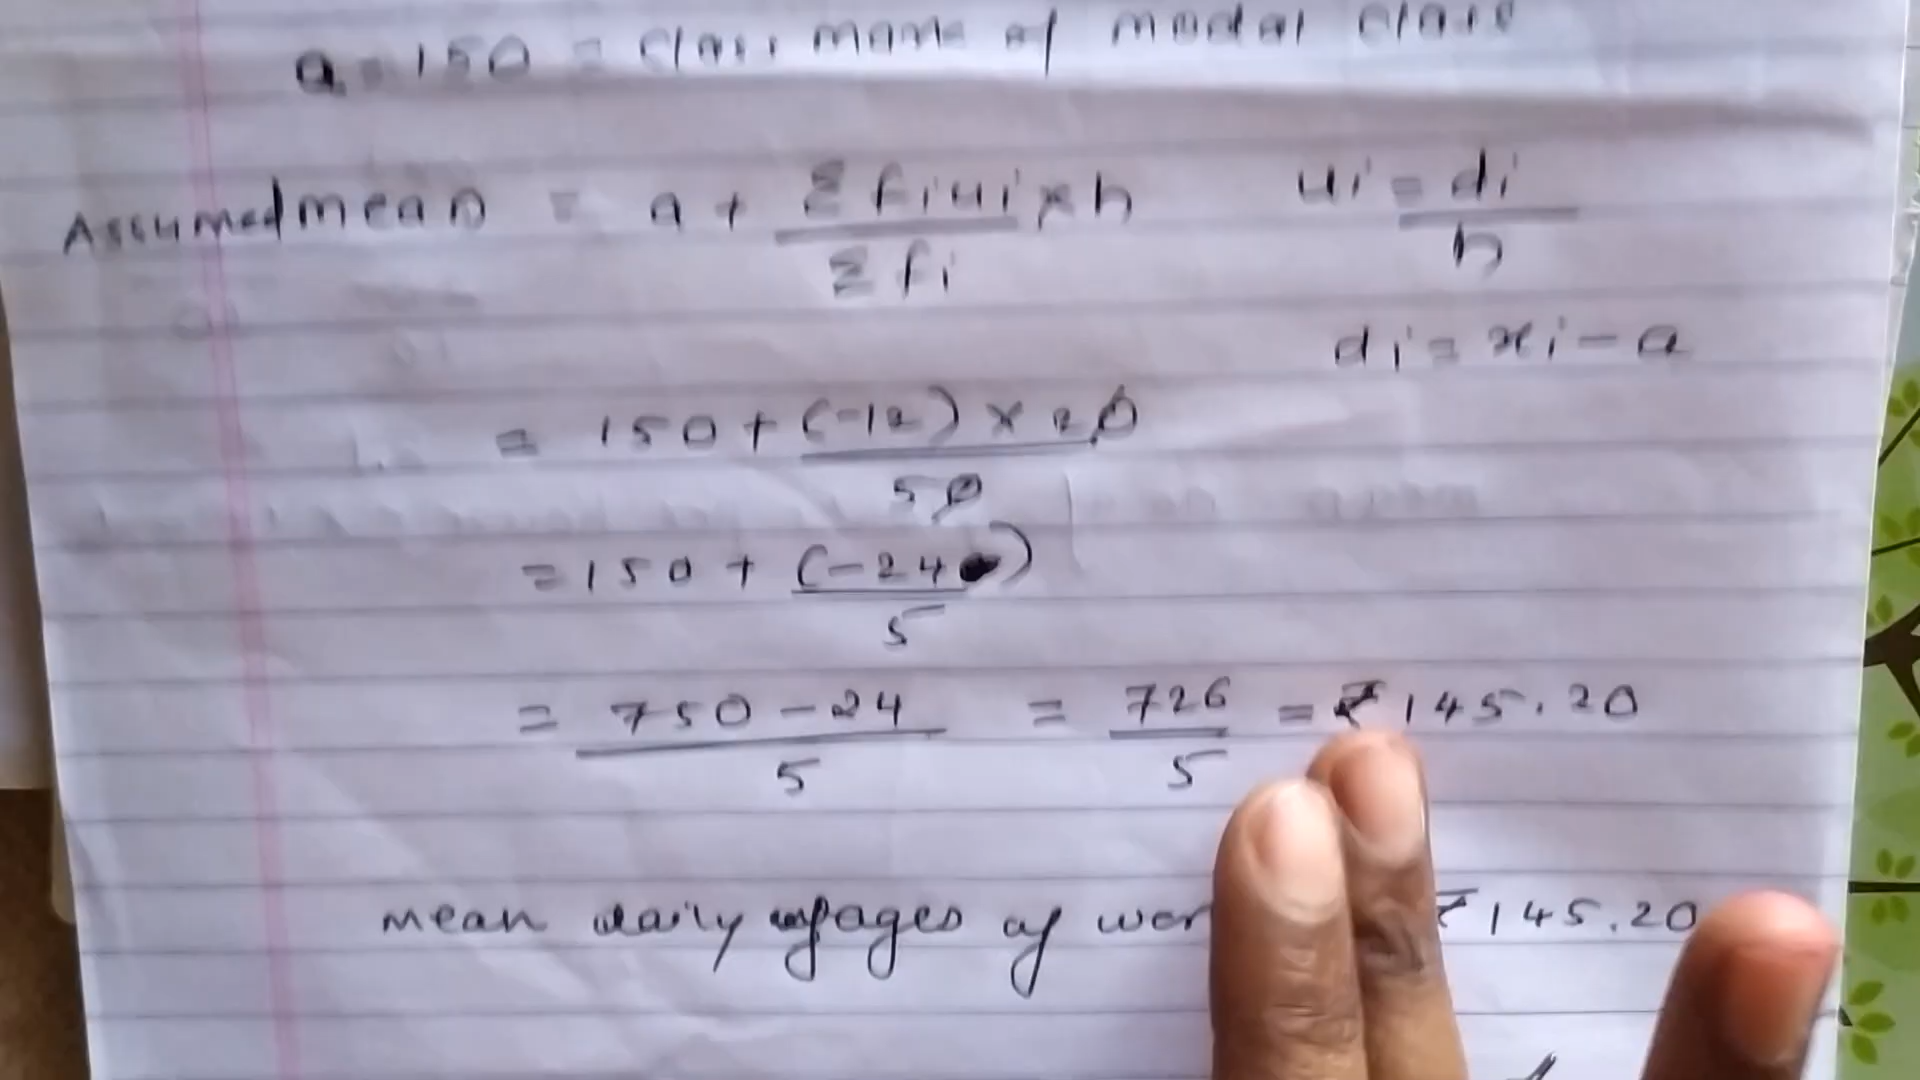 a = 150 = class mark of modal class
Assumed mean = a + Σfiui/Σfi × h ui = di/h
di = xi - a
= 150 + (-12) × 20/50
= 150 + (-24)/5
= 750 - 24/5 = 726/5 = ₹145.20
mean daily wages of ₹145.20